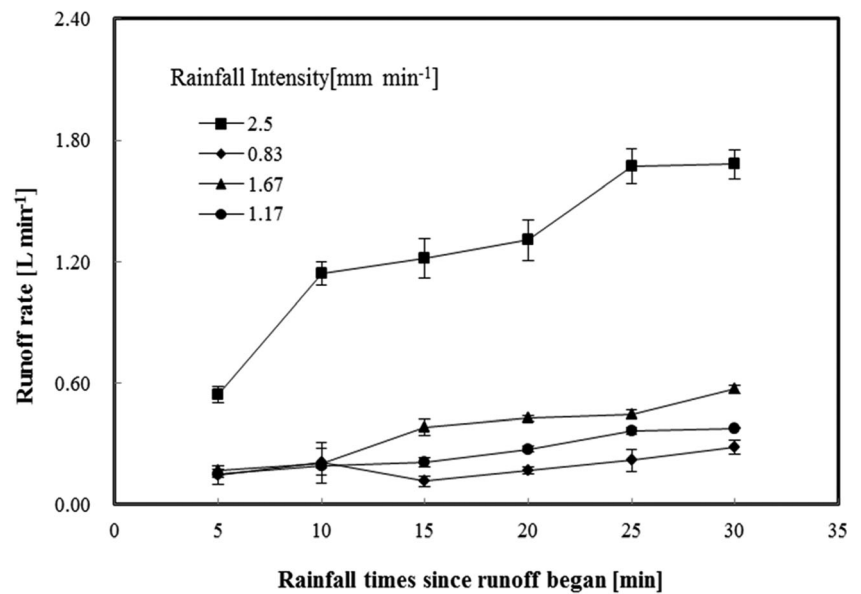 2.40
1.80
1.20
0.60
0.00
Runoff rate [L min-1]
Rainfall Intensity[mm min-1]
2.5
0.83
1.67
1.17
0 5 10 15 20 25 30 35
Rainfall times since runoff began [min]